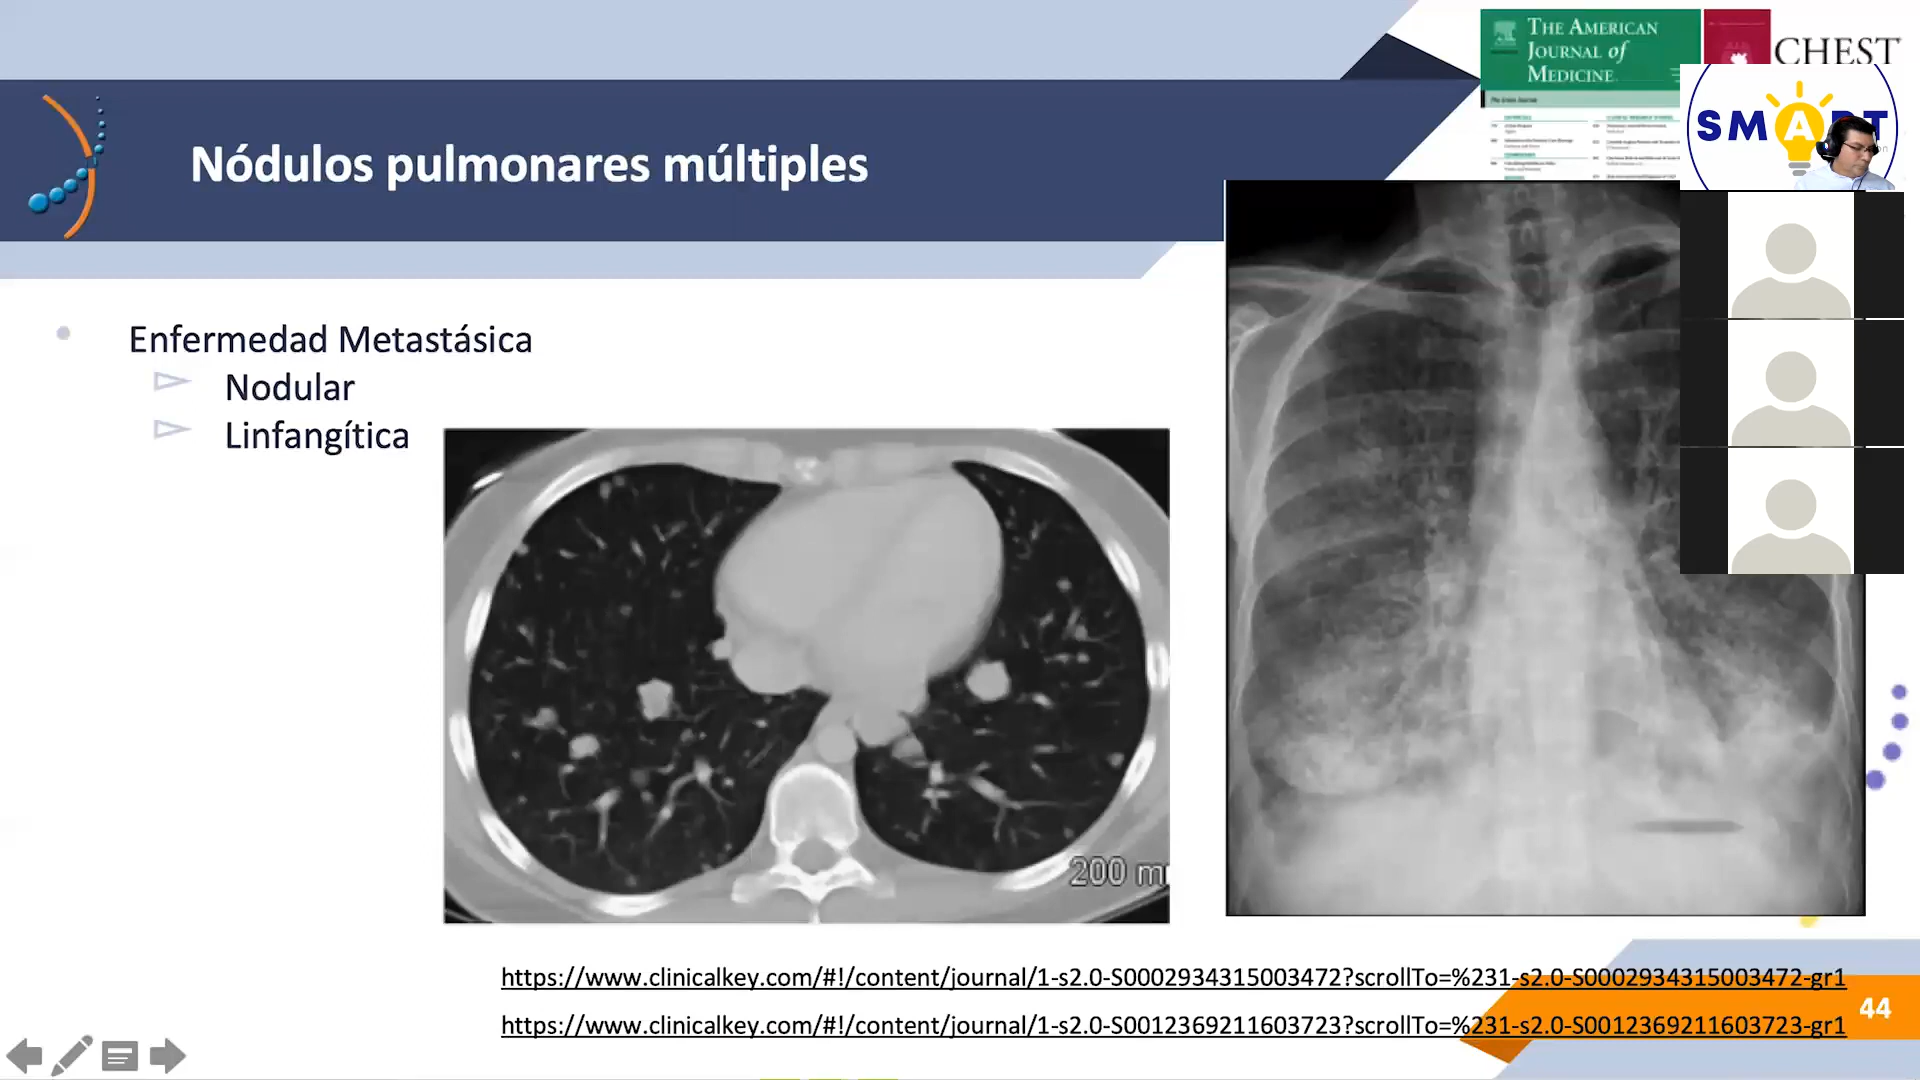 THE AMERICAN
JOURNAL of
MEDICINE
CHEST
SMART
Nódulos pulmonares múltiples
Enfermedad Metastásica
Nodular
Linfangítica
200 m
https://www.clinicalkey.com/#!/content/journal/1-s2.0-S0002934315003472?scrollTo=%231-s2.0-S0002934315003472-gr1
https://www.clinicalkey.com/#!/content/journal/1-s2.0-S0012369211603723?scrollTo=%231-s2.0-S0012369211603723-gr1
44